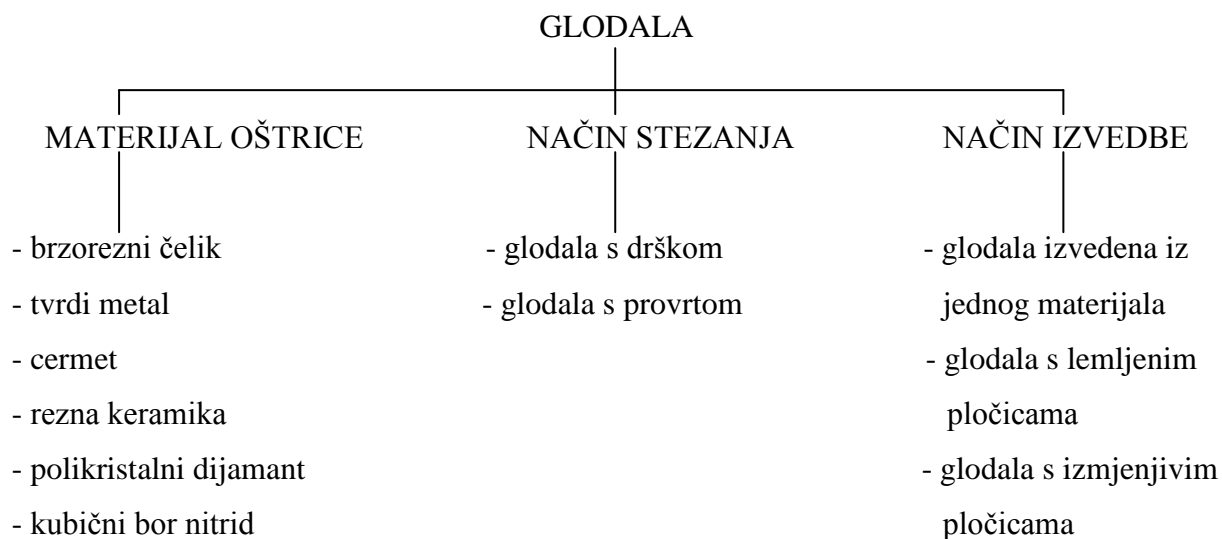 GLODALA
MATERIJAL OŠTRICE
- brzorezni čelik
- tvrdi metal
- cermet
- rezna keramika
- polikristalni dijamant
- kubični bor nitrid
NAČIN STEZANJA
- glodala s drškom
- glodala s provrtom
NAČIN IZVEDBE
- glodala izvedena iz
jednog materijala
- glodala s lemljenim
pločicama
- glodala s izmjenjivim
pločicama